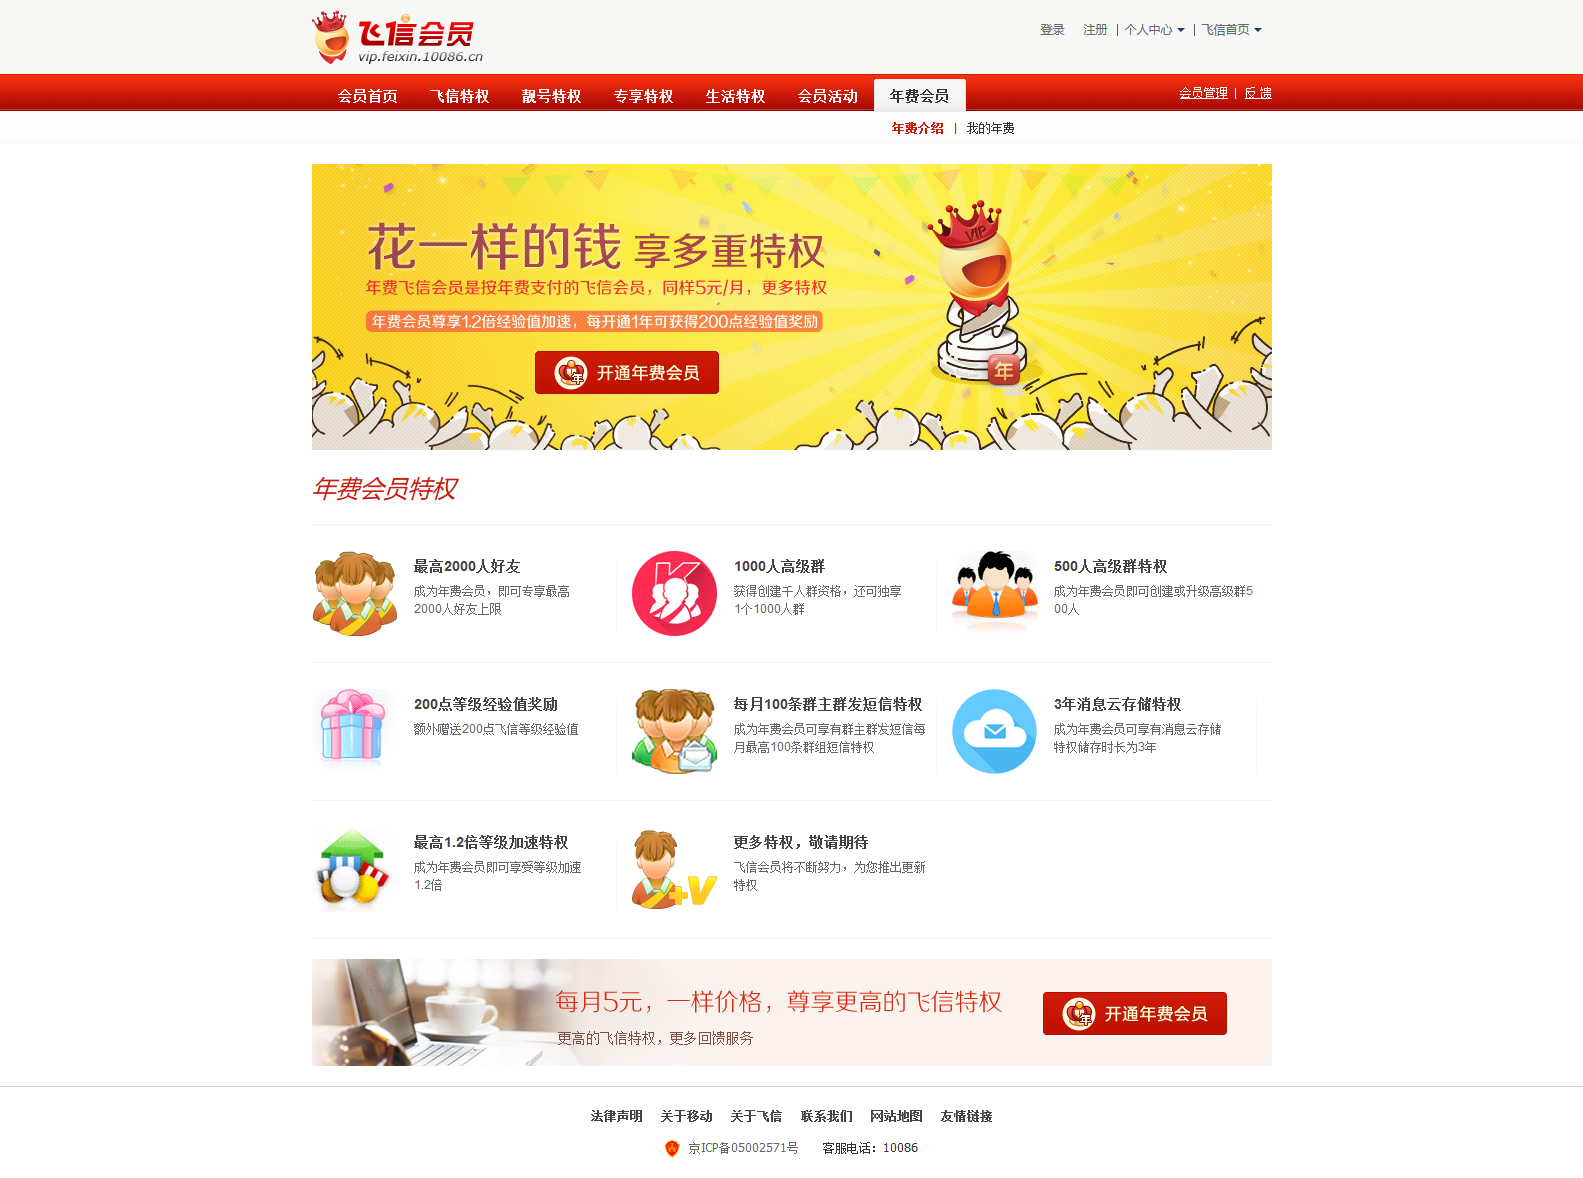 飞信会员
vip.feixin.10086.cn
登录 注册 | 个人中心 | 飞信首页
会员首页 飞信特权 靓号特权 专享特权 生活特权 会员活动 年费会员
会员管理 | 反馈
年费介绍 | 我的年费
花一样的钱 享多重特权
年费飞信会员是按年费支付的飞信会员，同样5元/月，更多特权
年费会员尊享1.2倍经验值加速，每开通1年可获得200点经验值奖励
年 开通年费会员
VIP
年
年费会员特权
最高2000人好友
成为年费会员，即可专享最高
2000人好友上限
1000人高级群
获得创建千人群资格，还可独享
1个1000人群
500人高级群特权
成为年费会员即可创建或升级高级群5
00人
200点等级经验值奖励
额外赠送200点飞信等级经验值
每月100条群主群发短信特权
成为年费会员可享有群主群发短信每
月最高100条群组短信特权
3年消息云存储特权
成为年费会员可享有消息云存储
特权储存时长为3年
最高1.2倍等级加速特权
成为年费会员即可享受等级加速
1.2倍
+V
更多特权，敬请期待
飞信会员将不断努力，为您推出更新
特权
每月5元，一样价格，尊享更高的飞信特权
更高的飞信特权，更多回馈服务
年 开通年费会员
法律声明 关于移动 关于飞信 联系我们 网站地图 友情链接
京ICP备05002571号 客服电话：10086